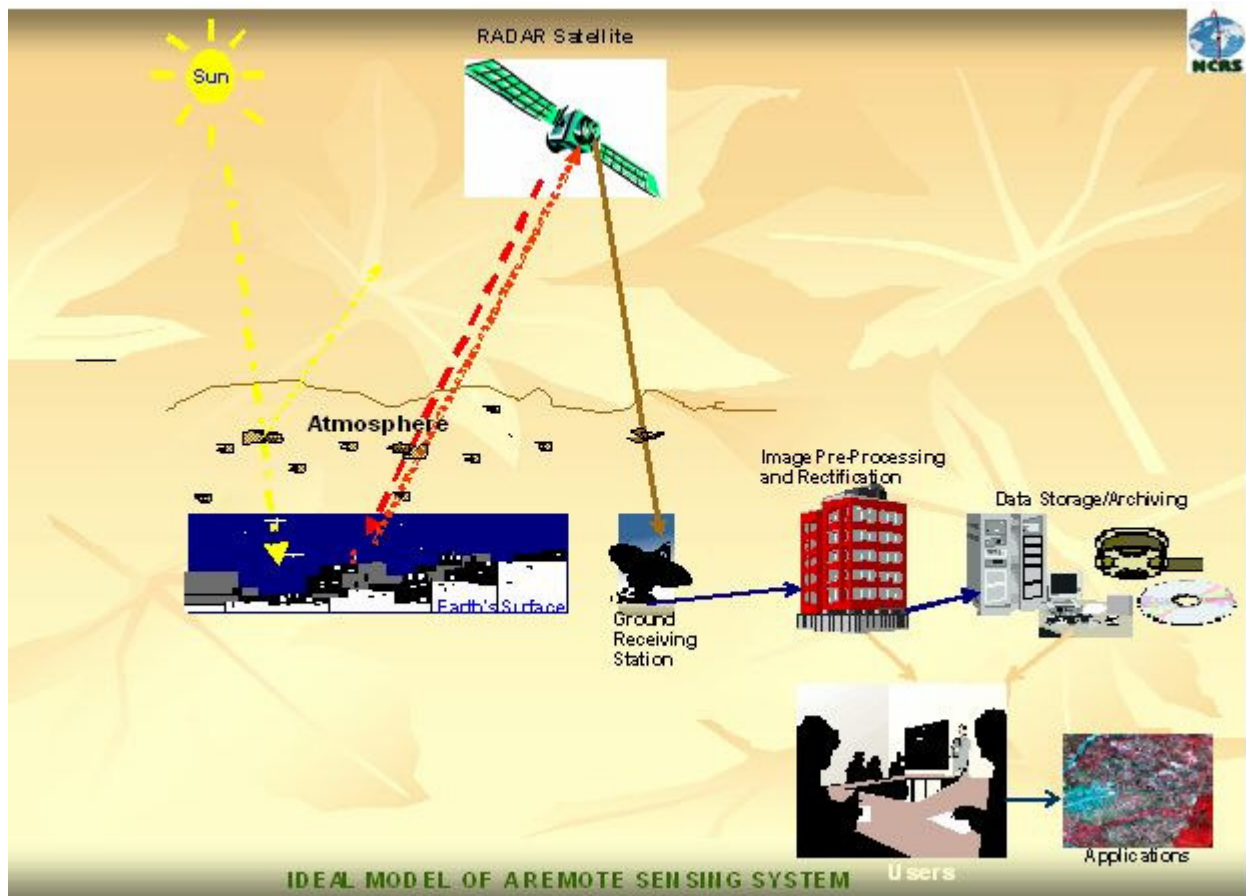 RADAR Satellite
NCRS
Sun
Atmosphere
Image Pre-Processing
and Rectification
Data Storage/Archiving
Earth's Surface
Ground
Receiving
Station
Applications
Users
IDEAL MODEL OF AREMOTE SENSING SYSTEM